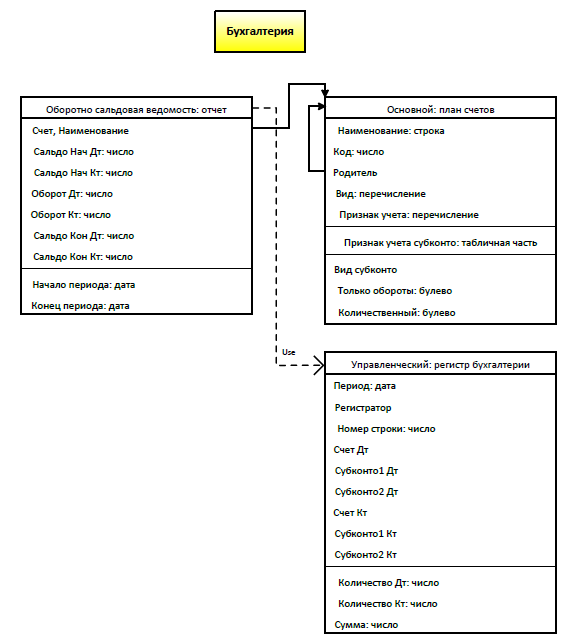 Бухгалтерия
Оборотно сальдовая ведомость: отчет
Счет, Наименование
Сальдо Нач Дт: число
Сальдо Нач Кт: число
Оборот Дт: число
Оборот Кт: число
Сальдо Кон Дт: число
Сальдо Кон Кт: число
Начало периода: дата
Конец периода: дата
Основной: план счетов
Наименование: строка
Код: число
Родитель
Вид: перечисление
Признак учета: перечисление
Признак учета субконто: табличная часть
Вид субконто
Только обороты: булево
Количественный: булево
Use
Управленческий: регистр бухгалтерии
Период: дата
Регистратор
Номер строки: число
Счет Дт
Субконто1 Дт
Субконто2 Дт
Счет Кт
Субконто1 Кт
Субконто2 Кт
Количество Дт: число
Количество Кт: число
Сумма: число